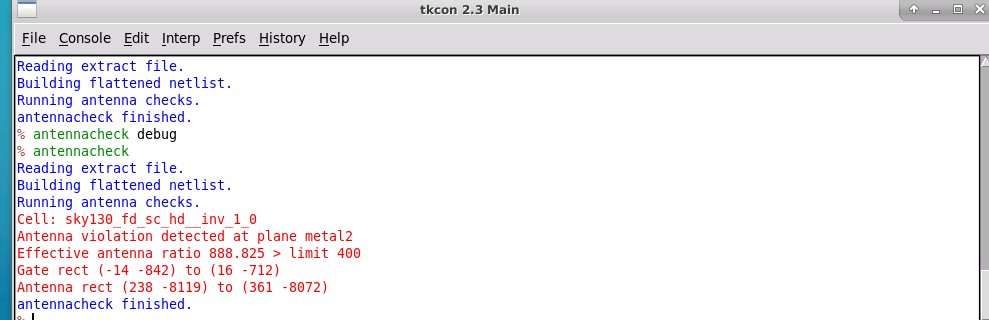 tkcon 2.3 Main
File Console Edit Interp Prefs History Help
Reading extract file.
Building flattened netlist.
Running antenna checks.
antennacheck finished.
% antennacheck debug
% antennacheck
Reading extract file.
Building flattened netlist.
Running antenna checks.
Cell: sky130_fd_sc_hd__inv_1_0
Antenna violation detected at plane metal2
Effective antenna ratio 888.825 > limit 400
Gate rect (-14 -842) to (16 -712)
Antenna rect (238 -8119) to (361 -8072)
antennacheck finished.
%